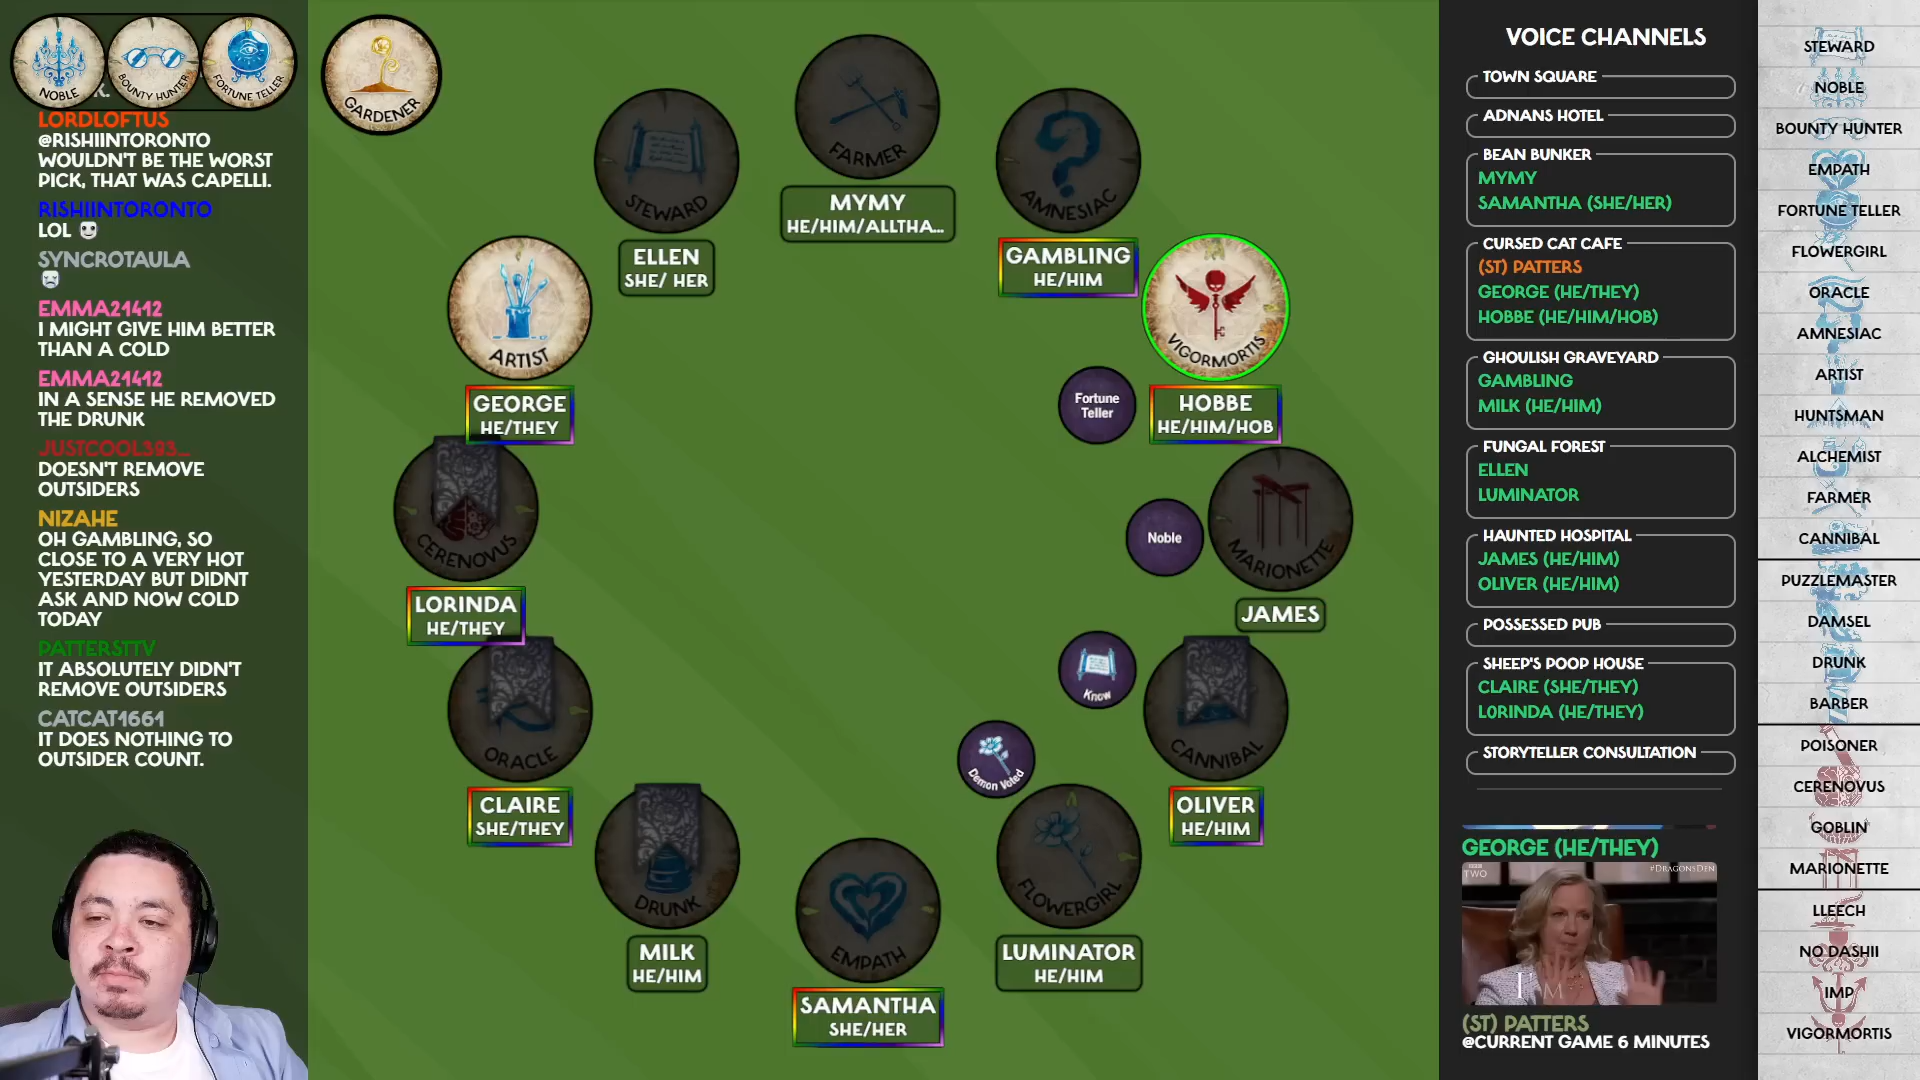 NOBLE
BOUNTY HUNTER
FORTUNE TELLER
K.
LORDLOFTUS
@RISHIINTORONTO
WOULDN'T BE THE WORST
PICK, THAT WAS CAPELLI.
RISHIINTORONTO
LOL
SYNCROTAULA
EMMA21412
I MIGHT GIVE HIM BETTER
THAN A COLD
EMMA21412
IN A SENSE HE REMOVED
THE DRUNK
JUSTCOOL393_
DOESN'T REMOVE
OUTSIDERS
NIZAHE
OH GAMBLING, SO
CLOSE TO A VERY HOT
YESTERDAY BUT DIDNT
ASK AND NOW COLD
TODAY
PATTERSTTV
IT ABSOLUTELY DIDN'T
REMOVE OUTSIDERS
CATCAT1661
IT DOES NOTHING TO
OUTSIDER COUNT.
GARDENER
FARMER
MYMY
HE/HIM/ALLTHA...
STEWARD
ELLEN
SHE/ HER
AMNESIAC
GAMBLING
HE/HIM
ARTIST
GEORGE
HE/THEY
VIGORMORTIS
HOBBE
HE/HIM/HOB
Fortune
Teller
CERENOVUS
LORINDA
HE/THEY
MARIONETTE
JAMES
Noble
ORACLE
CLAIRE
SHE/THEY
CANNIBAL
OLIVER
HE/HIM
Know
Demon Voted
DRUNK
MILK
HE/HIM
EMPATH
SAMANTHA
SHE/HER
FLOWERGIRL
LUMINATOR
HE/HIM
VOICE CHANNELS
TOWN SQUARE
ADNANS HOTEL
BEAN BUNKER
MYMY
SAMANTHA (SHE/HER)
CURSED CAT CAFE
(ST) PATTERS
GEORGE (HE/THEY)
HOBBE (HE/HIM/HOB)
GHOULISH GRAVEYARD
GAMBLING
MILK (HE/HIM)
FUNGAL FOREST
ELLEN
LUMINATOR
HAUNTED HOSPITAL
JAMES (HE/HIM)
OLIVER (HE/HIM)
POSSESSED PUB
SHEEP'S POOP HOUSE
CLAIRE (SHE/THEY)
LORINDA (HE/THEY)
STORYTELLER CONSULTATION
GEORGE (HE/THEY)
TWO
#DRAGONSDEN
I'M
(ST) PATTERS
@CURRENT GAME 6 MINUTES
STEWARD
NOBLE
BOUNTY HUNTER
EMPATH
FORTUNE TELLER
FLOWERGIRL
ORACLE
AMNESIAC
ARTIST
HUNTSMAN
ALCHEMIST
FARMER
CANNIBAL
PUZZLEMASTER
DAMSEL
DRUNK
BARBER
POISONER
CERENOVUS
GOBLIN
MARIONETTE
LLEECH
NO DASHII
IMP
VIGORMORTIS